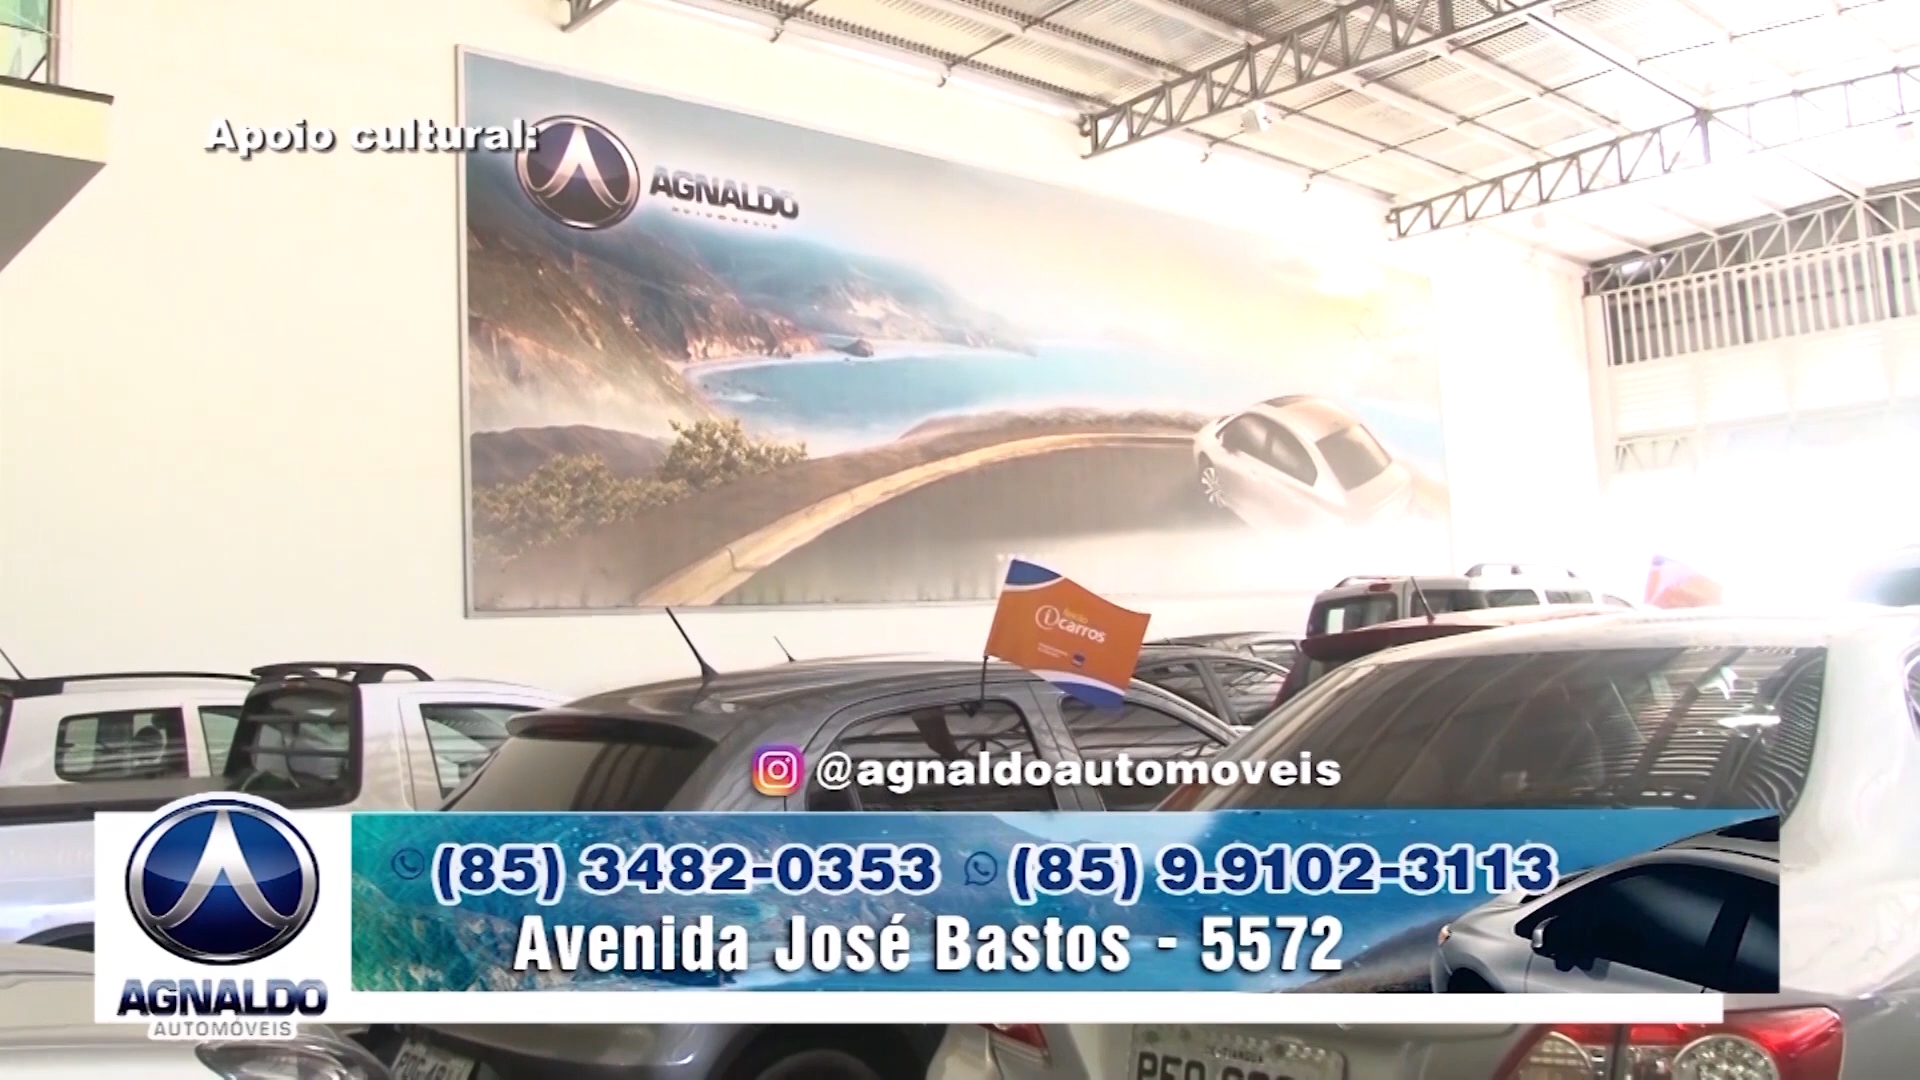 Apoio cultural:
AGNALDO
AUTOMÓVEIS
carros
@agnaldoautomoveis
(85) 3482-0353 (85) 9.9102-3113
Avenida José Bastos - 5572
AGNALDO
AUTOMÓVEIS